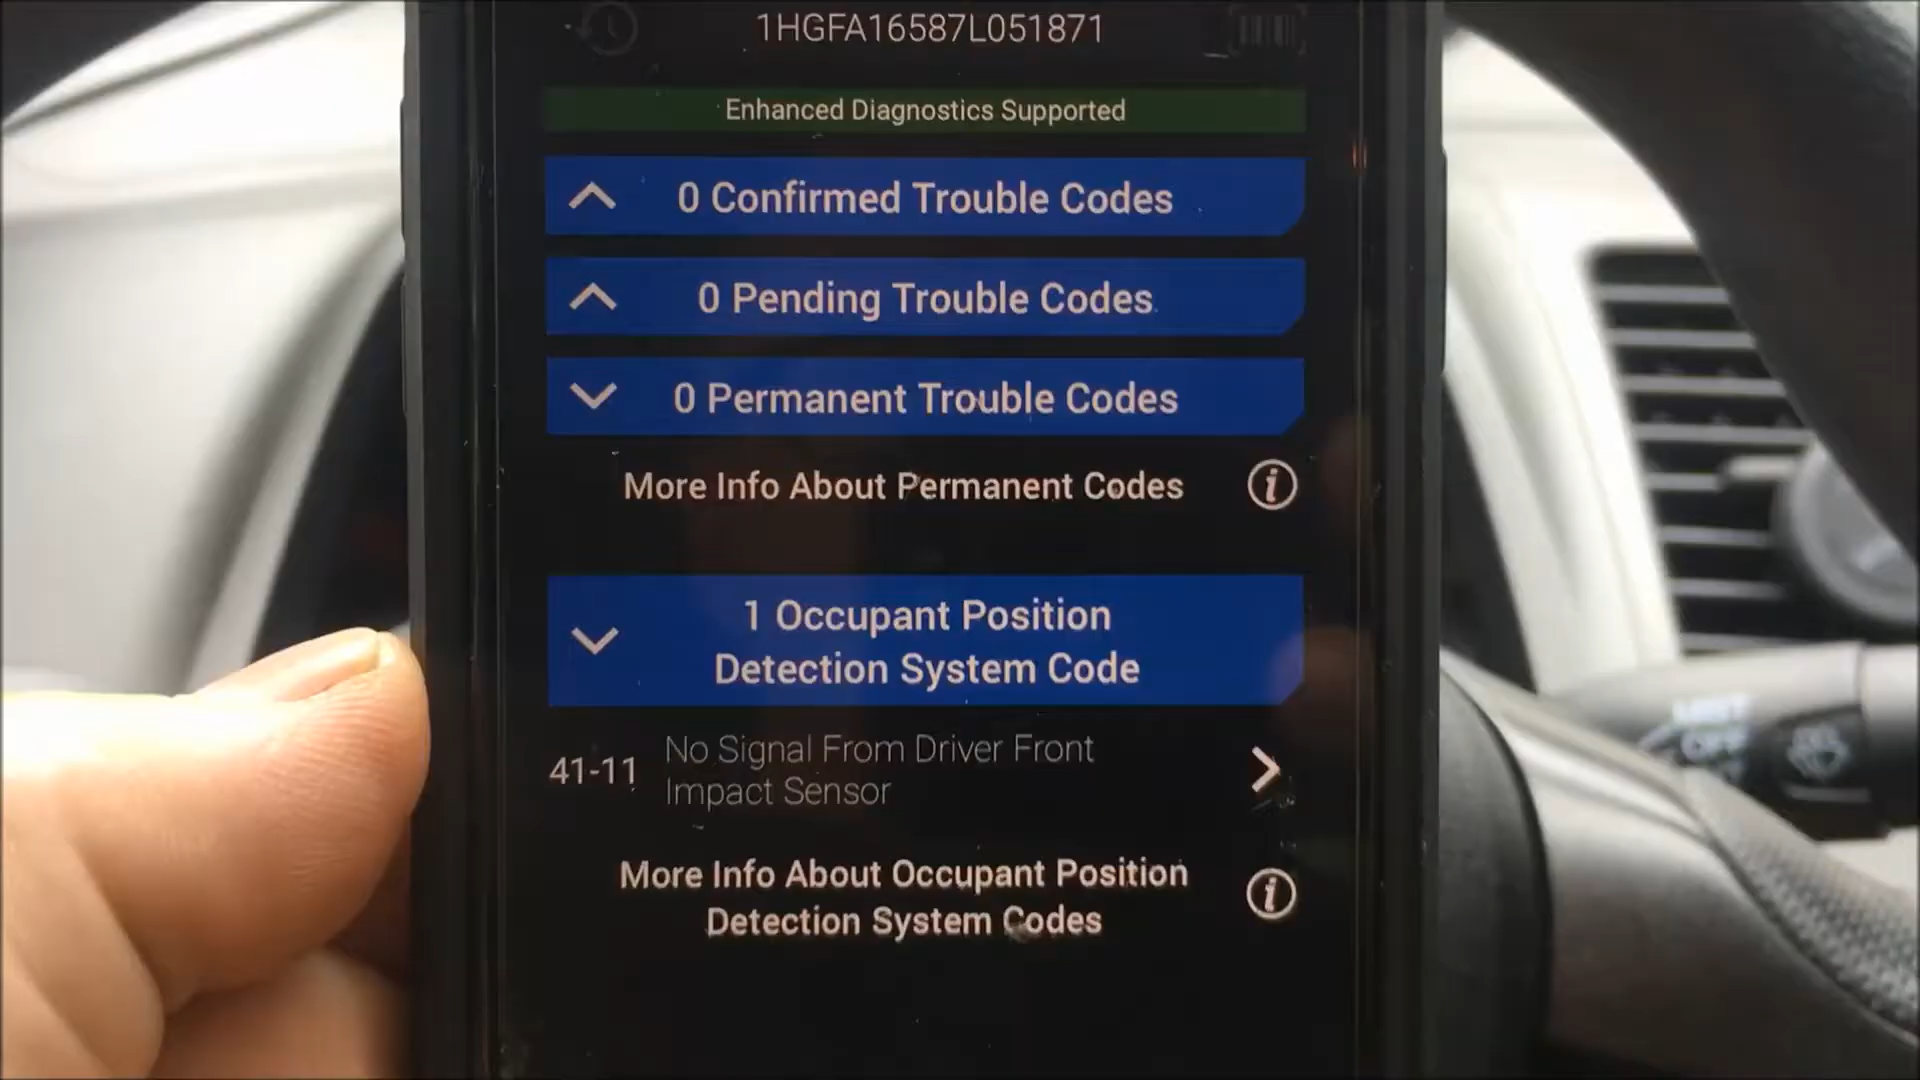 1HGFA16587L051871
Enhanced Diagnostics Supported
0 Confirmed Trouble Codes
0 Pending Trouble Codes
0 Permanent Trouble Codes
More Info About Permanent Codes
1 Occupant Position
Detection System Code
41-11
No Signal From Driver Front
Impact Sensor
More Info About Occupant Position
Detection System Codes
MIST
OFF